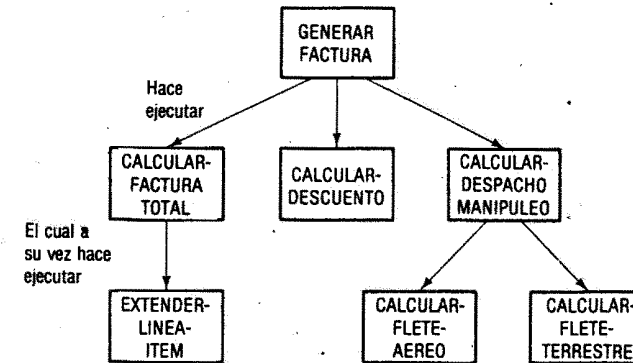 GENERAR
FACTURA
Hace
ejecutar
CALCULAR-
FACTURA
TOTAL
CALCULAR-
DESCUENTO
CALCULAR-
DESPACHO
MANIPULEO
El cual a
su vez hace
ejecutar
EXTENDER-
LINEA-
ITEM
CALCULAR-
FLETE-
AEREO
CALCULAR-
FLETE-
TERRESTRE